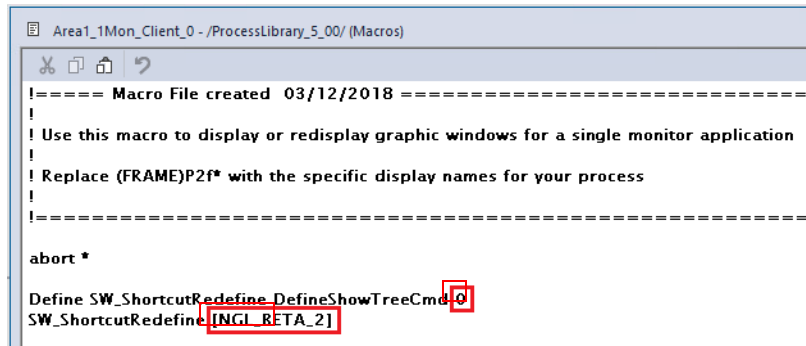 Area1_1Mon_Client_0 - /ProcessLibrary_5_00/ (Macros)
!===== Macro File created 03/12/2018 =============================
!
! Use this macro to display or redisplay graphic windows for a single monitor application
!
! Replace (FRAME)P2f* with the specific display names for your process
!
!=======================================================
abort *
Define SW_ShortcutRedefine DefineShowTreeCmd 0
SW_ShortcutRedefine [NGL_BETA_2]